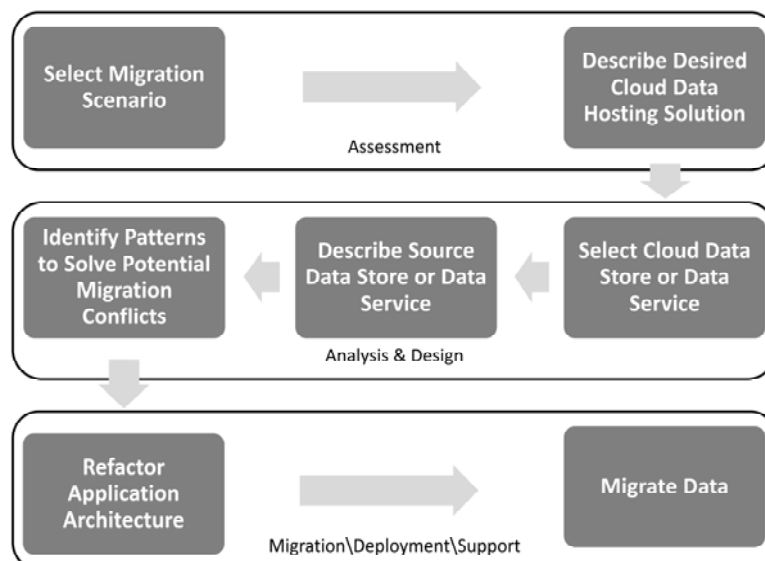 Select Migration
Scenario
Describe Desired
Cloud Data
Hosting Solution
Assessment
Identify Patterns
to Solve Potential
Migration
Conflicts
Describe Source
Data Store or Data
Service
Select Cloud Data
Store or Data
Service
Analysis & Design
Refactor
Application
Architecture
Migrate Data
Migration\Deployment\Support